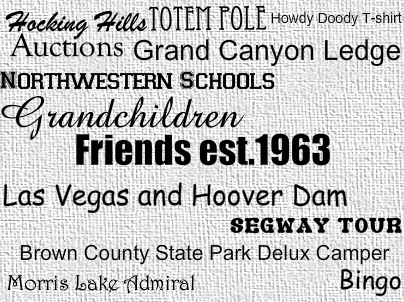 Hocking Hills TOTEM POLE Howdy Doody T-shirt
Auctions Grand Canyon Ledge
Northwestern Schools
Grandchildren
Friends est.1963
Las Vegas and Hoover Dam
SEGWAY TOUR
Brown County State Park Delux Camper
Morris Lake Admiral Bingo